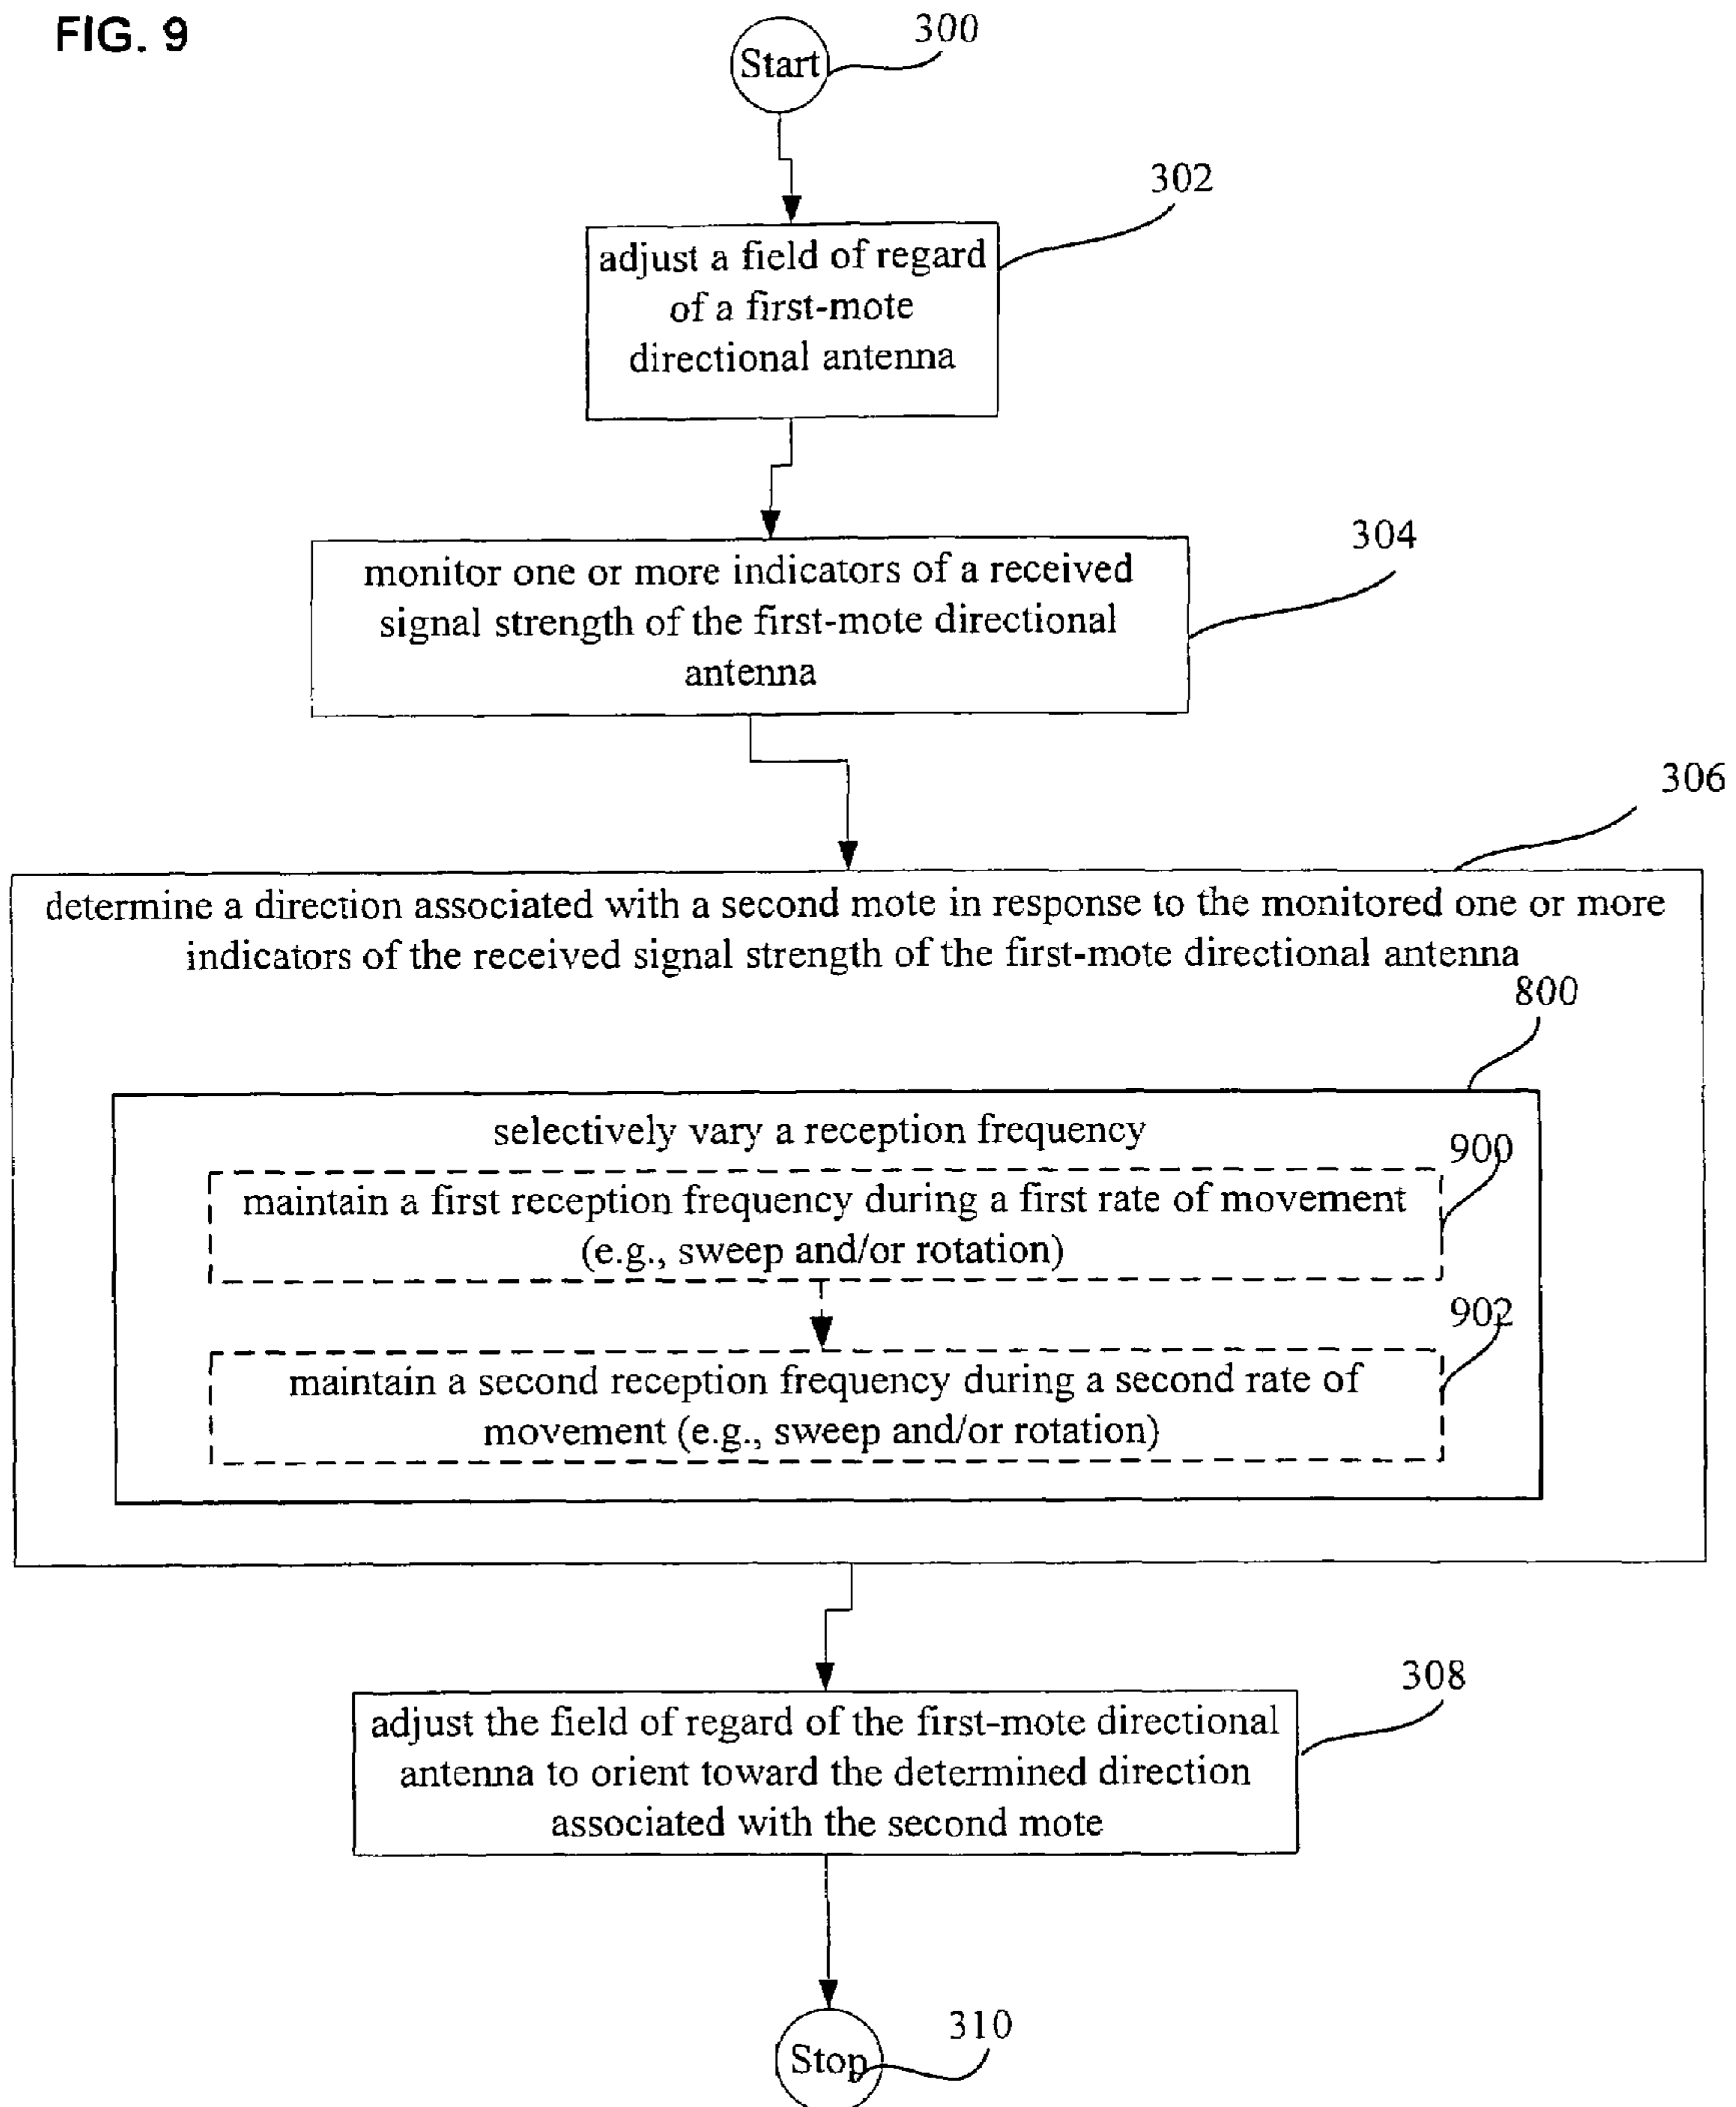 FIG. 9
300
Start
302
adjust a field of regard
of a first-mote
directional antenna
304
monitor one or more indicators of a received
signal strength of the first-mote directional
antenna
306
determine a direction associated with a second mote in response to the monitored one or more
indicators of the received signal strength of the first-mote directional antenna
800
selectively vary a reception frequency
900
maintain a first reception frequency during a first rate of movement
(e.g., sweep and/or rotation)
902
maintain a second reception frequency during a second rate of
movement (e.g., sweep and/or rotation)
308
adjust the field of regard of the first-mote directional
antenna to orient toward the determined direction
associated with the second mote
310
Stop